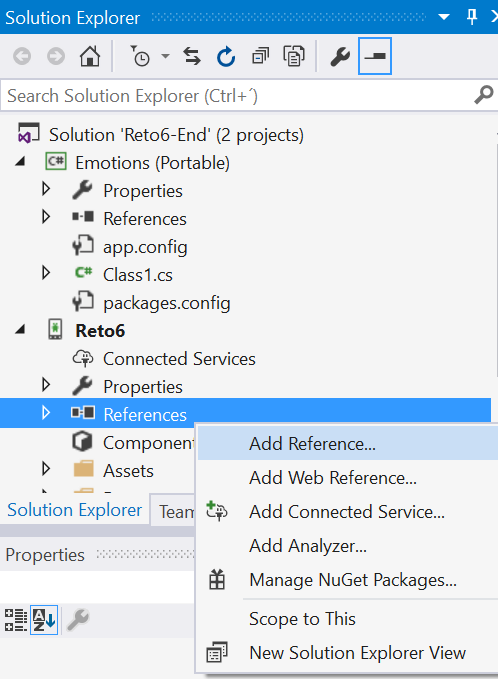 Solution Explorer
Search Solution Explorer (Ctrl+´)
Solution 'Reto6-End' (2 projects)
C# Emotions (Portable)
Properties
References
app.config
C# Class1.cs
packages.config
Reto6
Connected Services
Properties
References
Component
Assets
Add Reference...
Add Web Reference...
Add Connected Service...
Add Analyzer...
Manage NuGet Packages...
Scope to This
New Solution Explorer View
Solution Explorer
Team
Properties
AZ